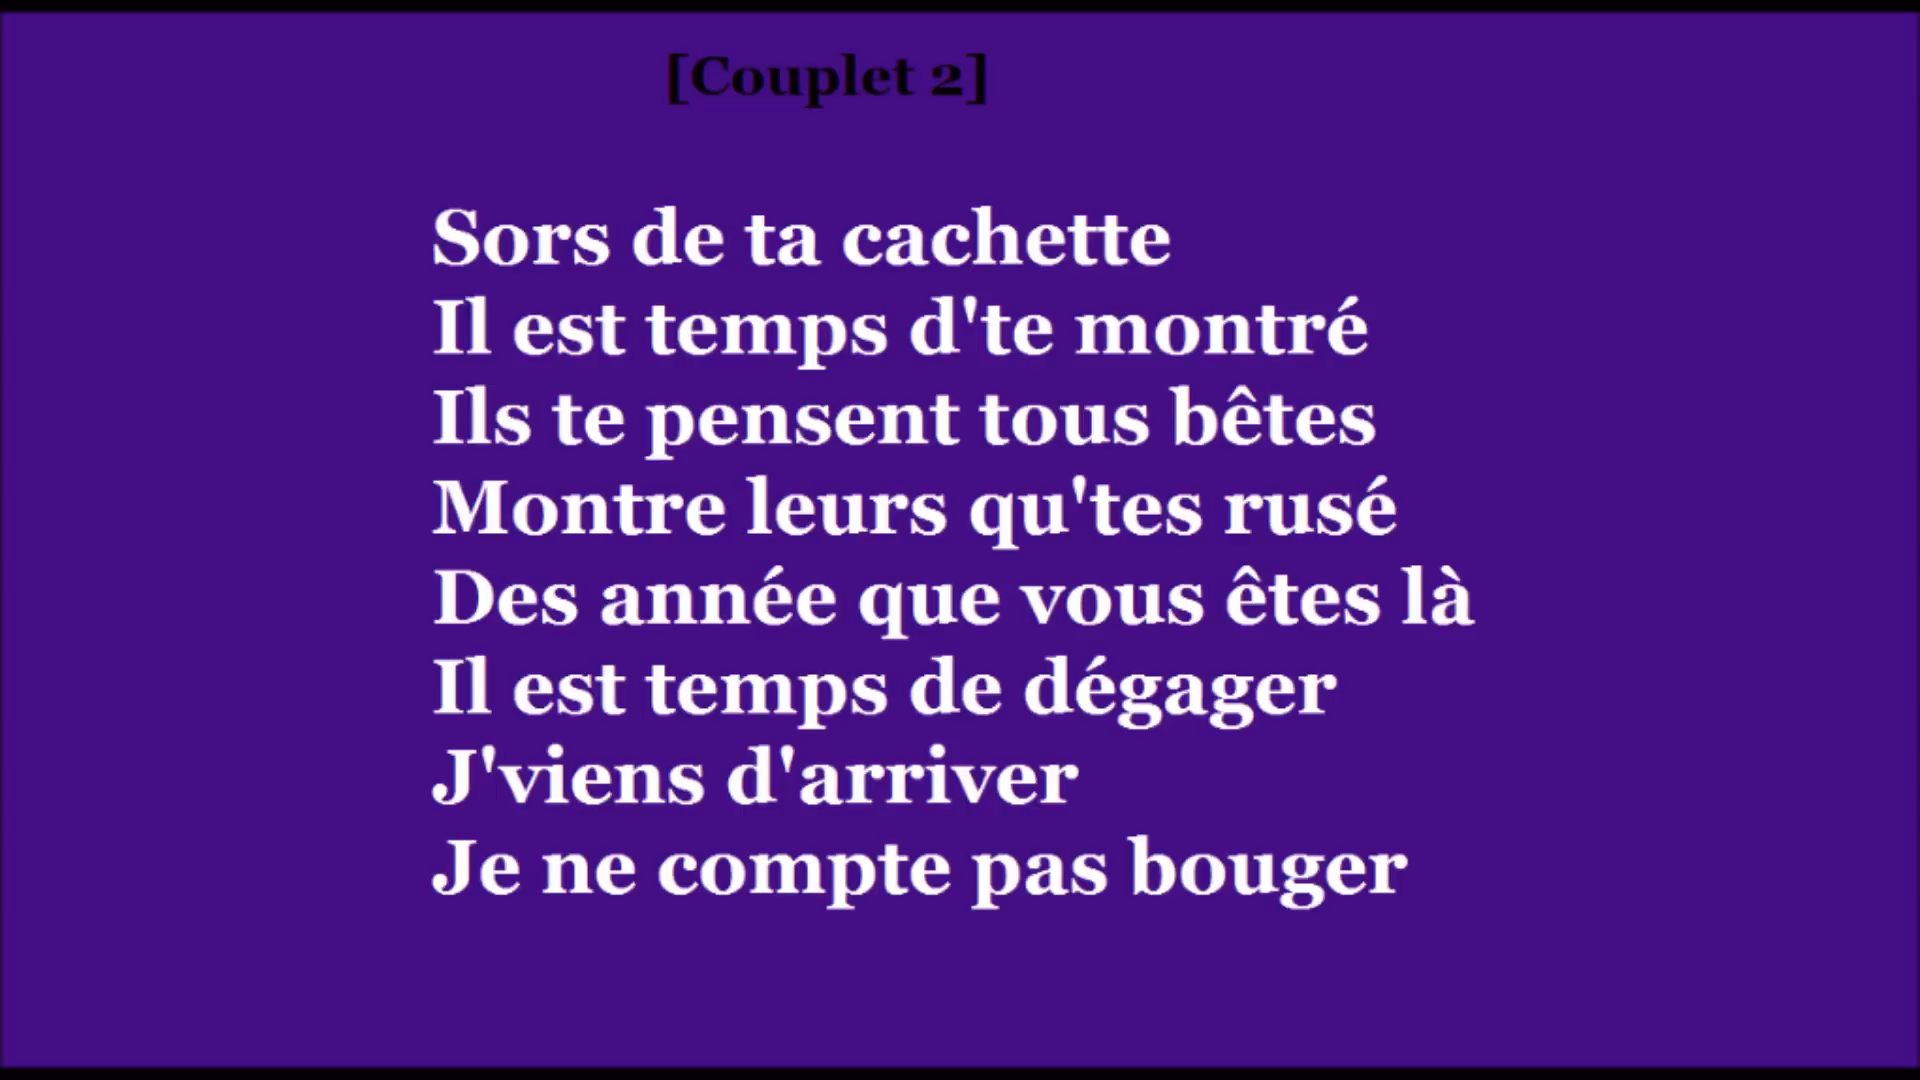 [Couplet 2]
Sors de ta cachette
Il est temps d'te montré
Ils te pensent tous bêtes
Montre leurs qu'tes rusé
Des année que vous êtes là
Il est temps de dégager
J'viens d'arriver
Je ne compte pas bouger